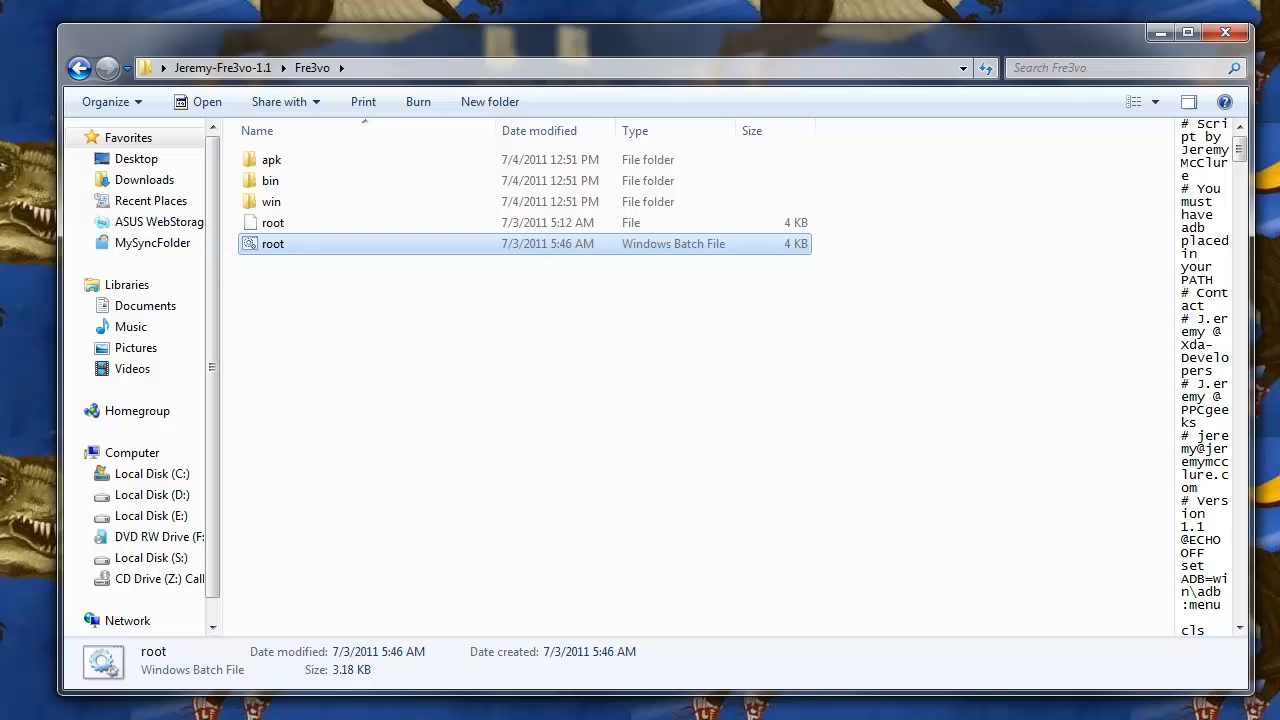 Jeremy-Fre3vo-1.1 Fre3vo
Search Fre3vo
Organize Open Share with Print Burn New folder
Name Date modified Type Size
Favorites
Desktop
Downloads
Recent Places
ASUS WebStorag
MySyncFolder
Libraries
Documents
Music
Pictures
Videos
Homegroup
Computer
Local Disk (C:)
Local Disk (D:)
Local Disk (E:)
DVD RW Drive (F:
Local Disk (S:)
CD Drive (Z:) Call
Network
apk 7/4/2011 12:51 PM File folder
bin 7/4/2011 12:51 PM File folder
win 7/4/2011 12:51 PM File folder
root 7/3/2011 5:12 AM File 4 KB
root 7/3/2011 5:46 AM Windows Batch File 4 KB
# Scri
pt by
Jeremy
McClur
e
# You
must
have
adb
placed
in
your
PATH
# Cont
act
# J.er
emy @
Xda-
Develo
pers
# J.er
emy @
PPCgee
ks
# jere
my@jer
emymcc
lure.c
om
# Vers
ion
1.1
@ECHO
OFF
set
ADB=wi
n\adb
:menu
cls
root Date modified: 7/3/2011 5:46 AM Date created: 7/3/2011 5:46 AM
Windows Batch File Size: 3.18 KB